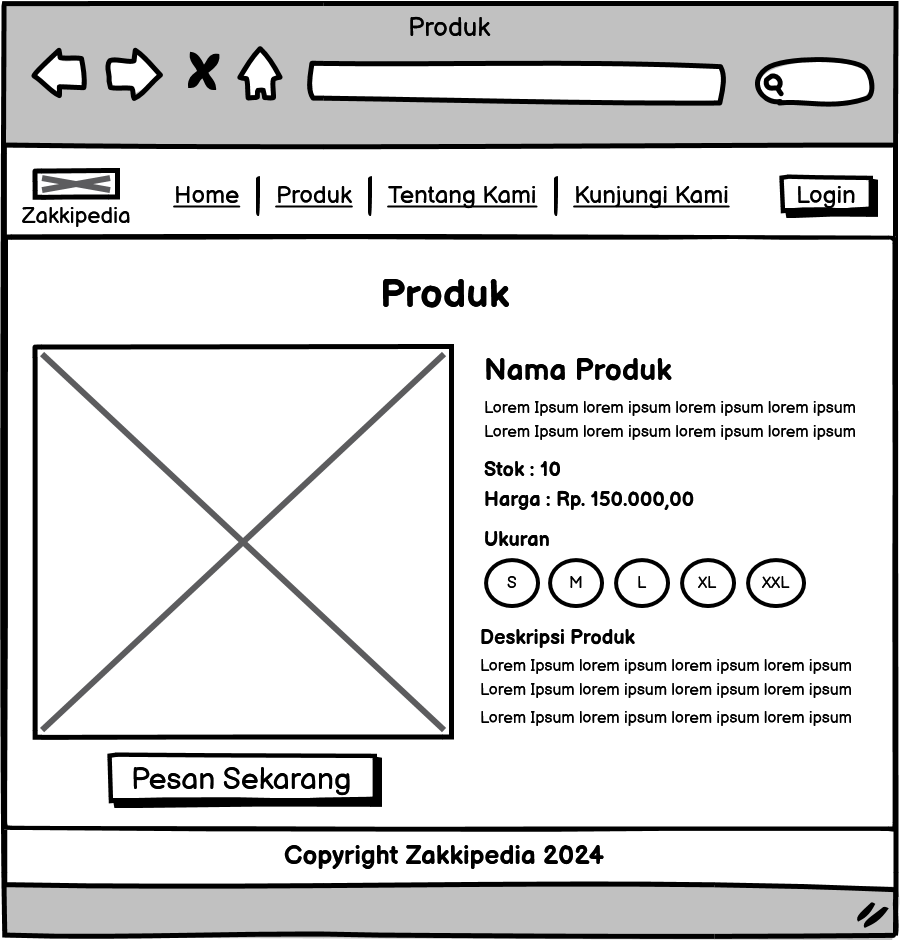 Produk
Zakkipedia
Home
Produk
Tentang Kami
Kunjungi Kami
Login
Produk
Nama Produk
Lorem Ipsum lorem ipsum lorem ipsum lorem ipsum
Lorem Ipsum lorem ipsum lorem ipsum lorem ipsum
Stok : 10
Harga : Rp. 150.000,00
Ukuran
S M L XL XXL
Deskripsi Produk
Lorem Ipsum lorem ipsum lorem ipsum lorem ipsum
Lorem Ipsum lorem ipsum lorem ipsum lorem ipsum
Lorem Ipsum lorem ipsum lorem ipsum lorem ipsum
Pesan Sekarang
Copyright Zakkipedia 2024